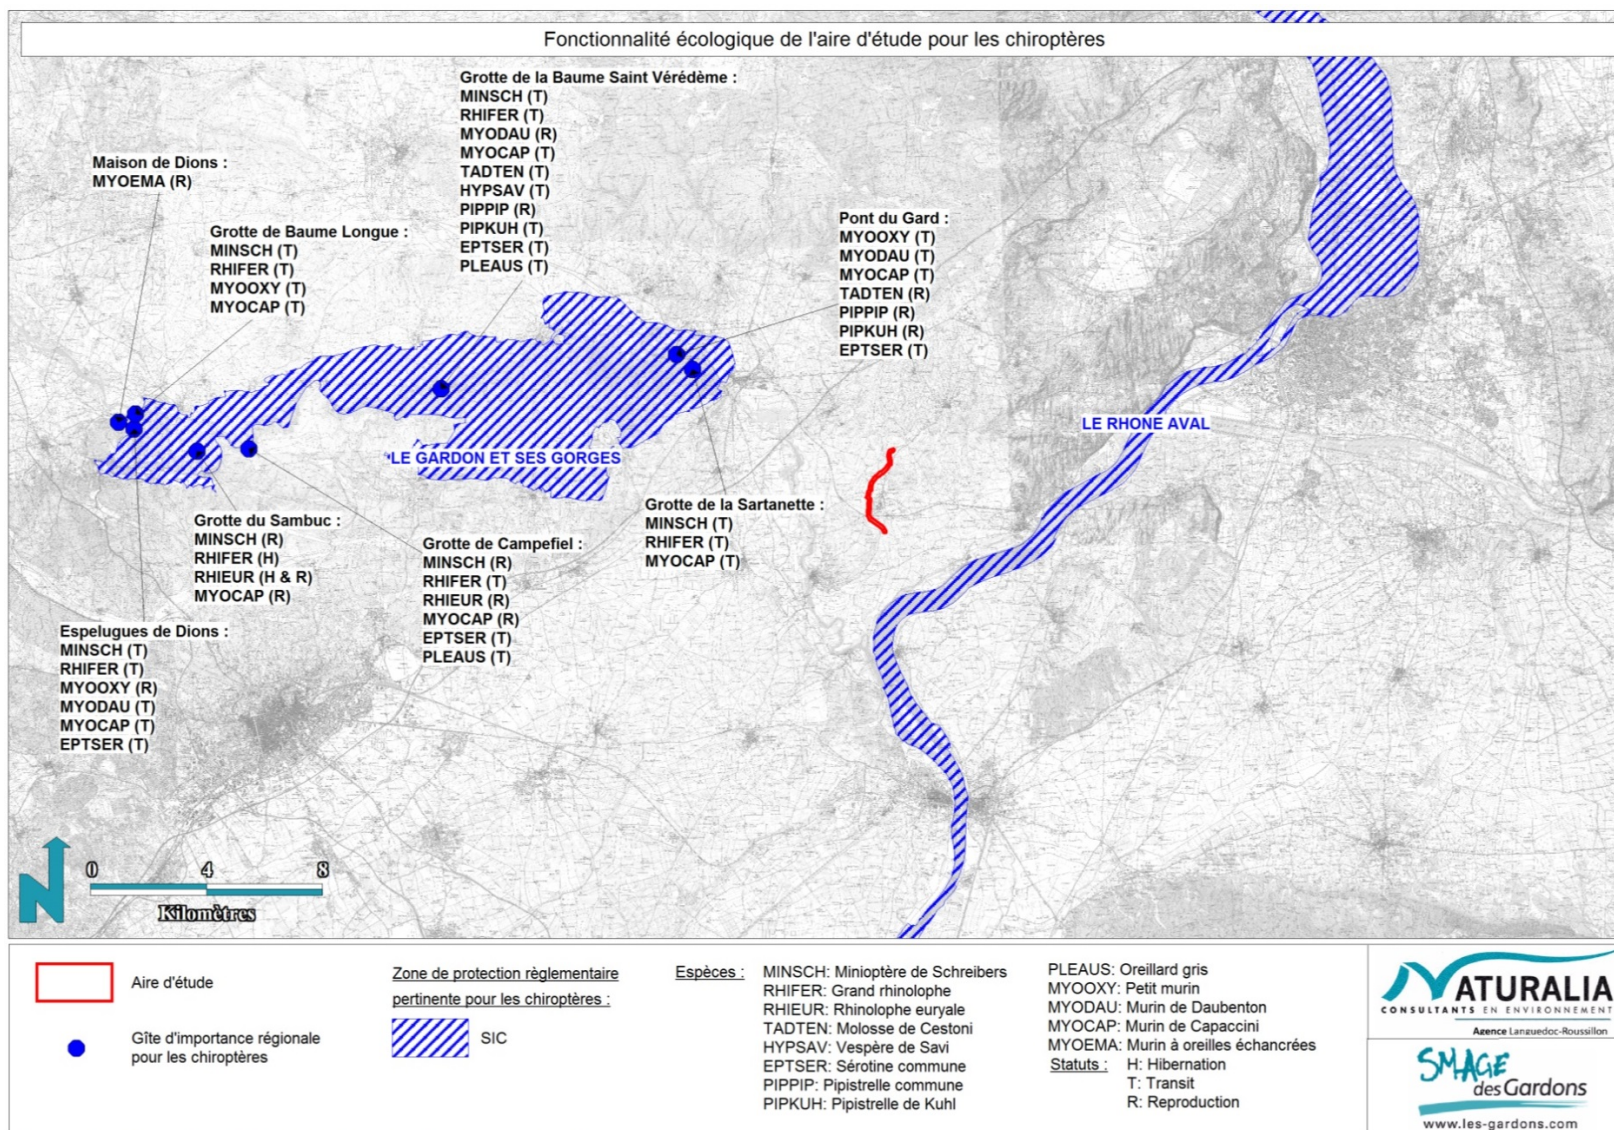 Fonctionnalité écologique de l'aire d'étude pour les chiroptères
Grotte de la Baume Saint Vérédème :
MINSCH (T)
RHIFER (T)
MYODAU (R)
MYOCAP (T)
TADTEN (T)
HYPSAV (T)
PIPPIP (R)
PIPKUH (T)
EPTSER (T)
PLEAUS (T)
Maison de Dions :
MYOEMA (R)
Grotte de Baume Longue :
MINSCH (T)
RHIFER (T)
MYOOXY (T)
MYOCAP (T)
Pont du Gard :
MYOOXY (T)
MYODAU (T)
MYOCAP (T)
TADTEN (R)
PIPPIP (R)
PIPKUH (R)
EPTSER (T)
LE RHONE AVAL
LE GARDON ET SES GORGES
Grotte de la Sartanette :
MINSCH (T)
RHIFER (T)
MYOCAP (T)
Grotte du Sambuc :
MINSCH (R)
RHIFER (H)
RHIEUR (H & R)
MYOCAP (R)
Grotte de Campefiel :
MINSCH (R)
RHIFER (T)
RHIEUR (R)
MYOCAP (R)
EPTSER (T)
PLEAUS (T)
Espelugues de Dions :
MINSCH (T)
RHIFER (T)
MYOOXY (R)
MYODAU (T)
MYOCAP (T)
EPTSER (T)
N
0 4 8
Kilomètres
Aire d'étude
Gîte d'importance régionale
pour les chiroptères
Zone de protection règlementaire
pertinente pour les chiroptères :
SIC
Espèces :
MINSCH: Minioptère de Schreibers
RHIFER: Grand rhinolophe
RHIEUR: Rhinolophe euryale
TADTEN: Molosse de Cestoni
HYPSAV: Vespère de Savi
EPTSER: Sérotine commune
PIPPIP: Pipistrelle commune
PIPKUH: Pipistrelle de Kuhl
PLEAUS: Oreillard gris
MYOOXY: Petit murin
MYODAU: Murin de Daubenton
MYOCAP: Murin de Capaccini
MYOEMA: Murin à oreilles échancrées
Statuts : H: Hibernation
T: Transit
R: Reproduction
NATURALIA
CONSULTANTS EN ENVIRONNEMENT
Agence Languedoc-Roussillon
SMAGE
des Gardons
www.les-gardons.com